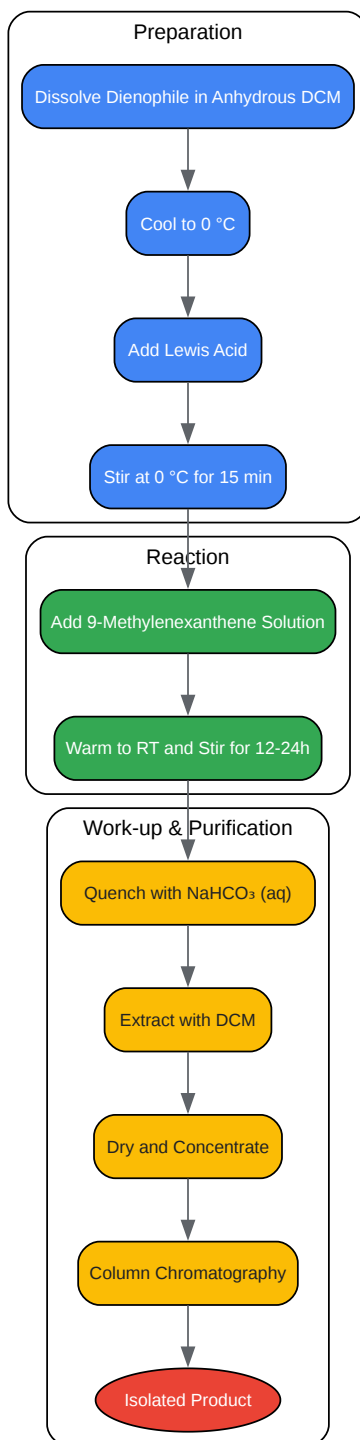 Preparation
Dissolve Dienophile in Anhydrous DCM
Cool to 0 °C
Add Lewis Acid
Stir at 0 °C for 15 min
Reaction
Add 9-Methylenexanthene Solution
Warm to RT and Stir for 12-24h
Work-up & Purification
Quench with NaHCO₃ (aq)
Extract with DCM
Dry and Concentrate
Column Chromatography
Isolated Product